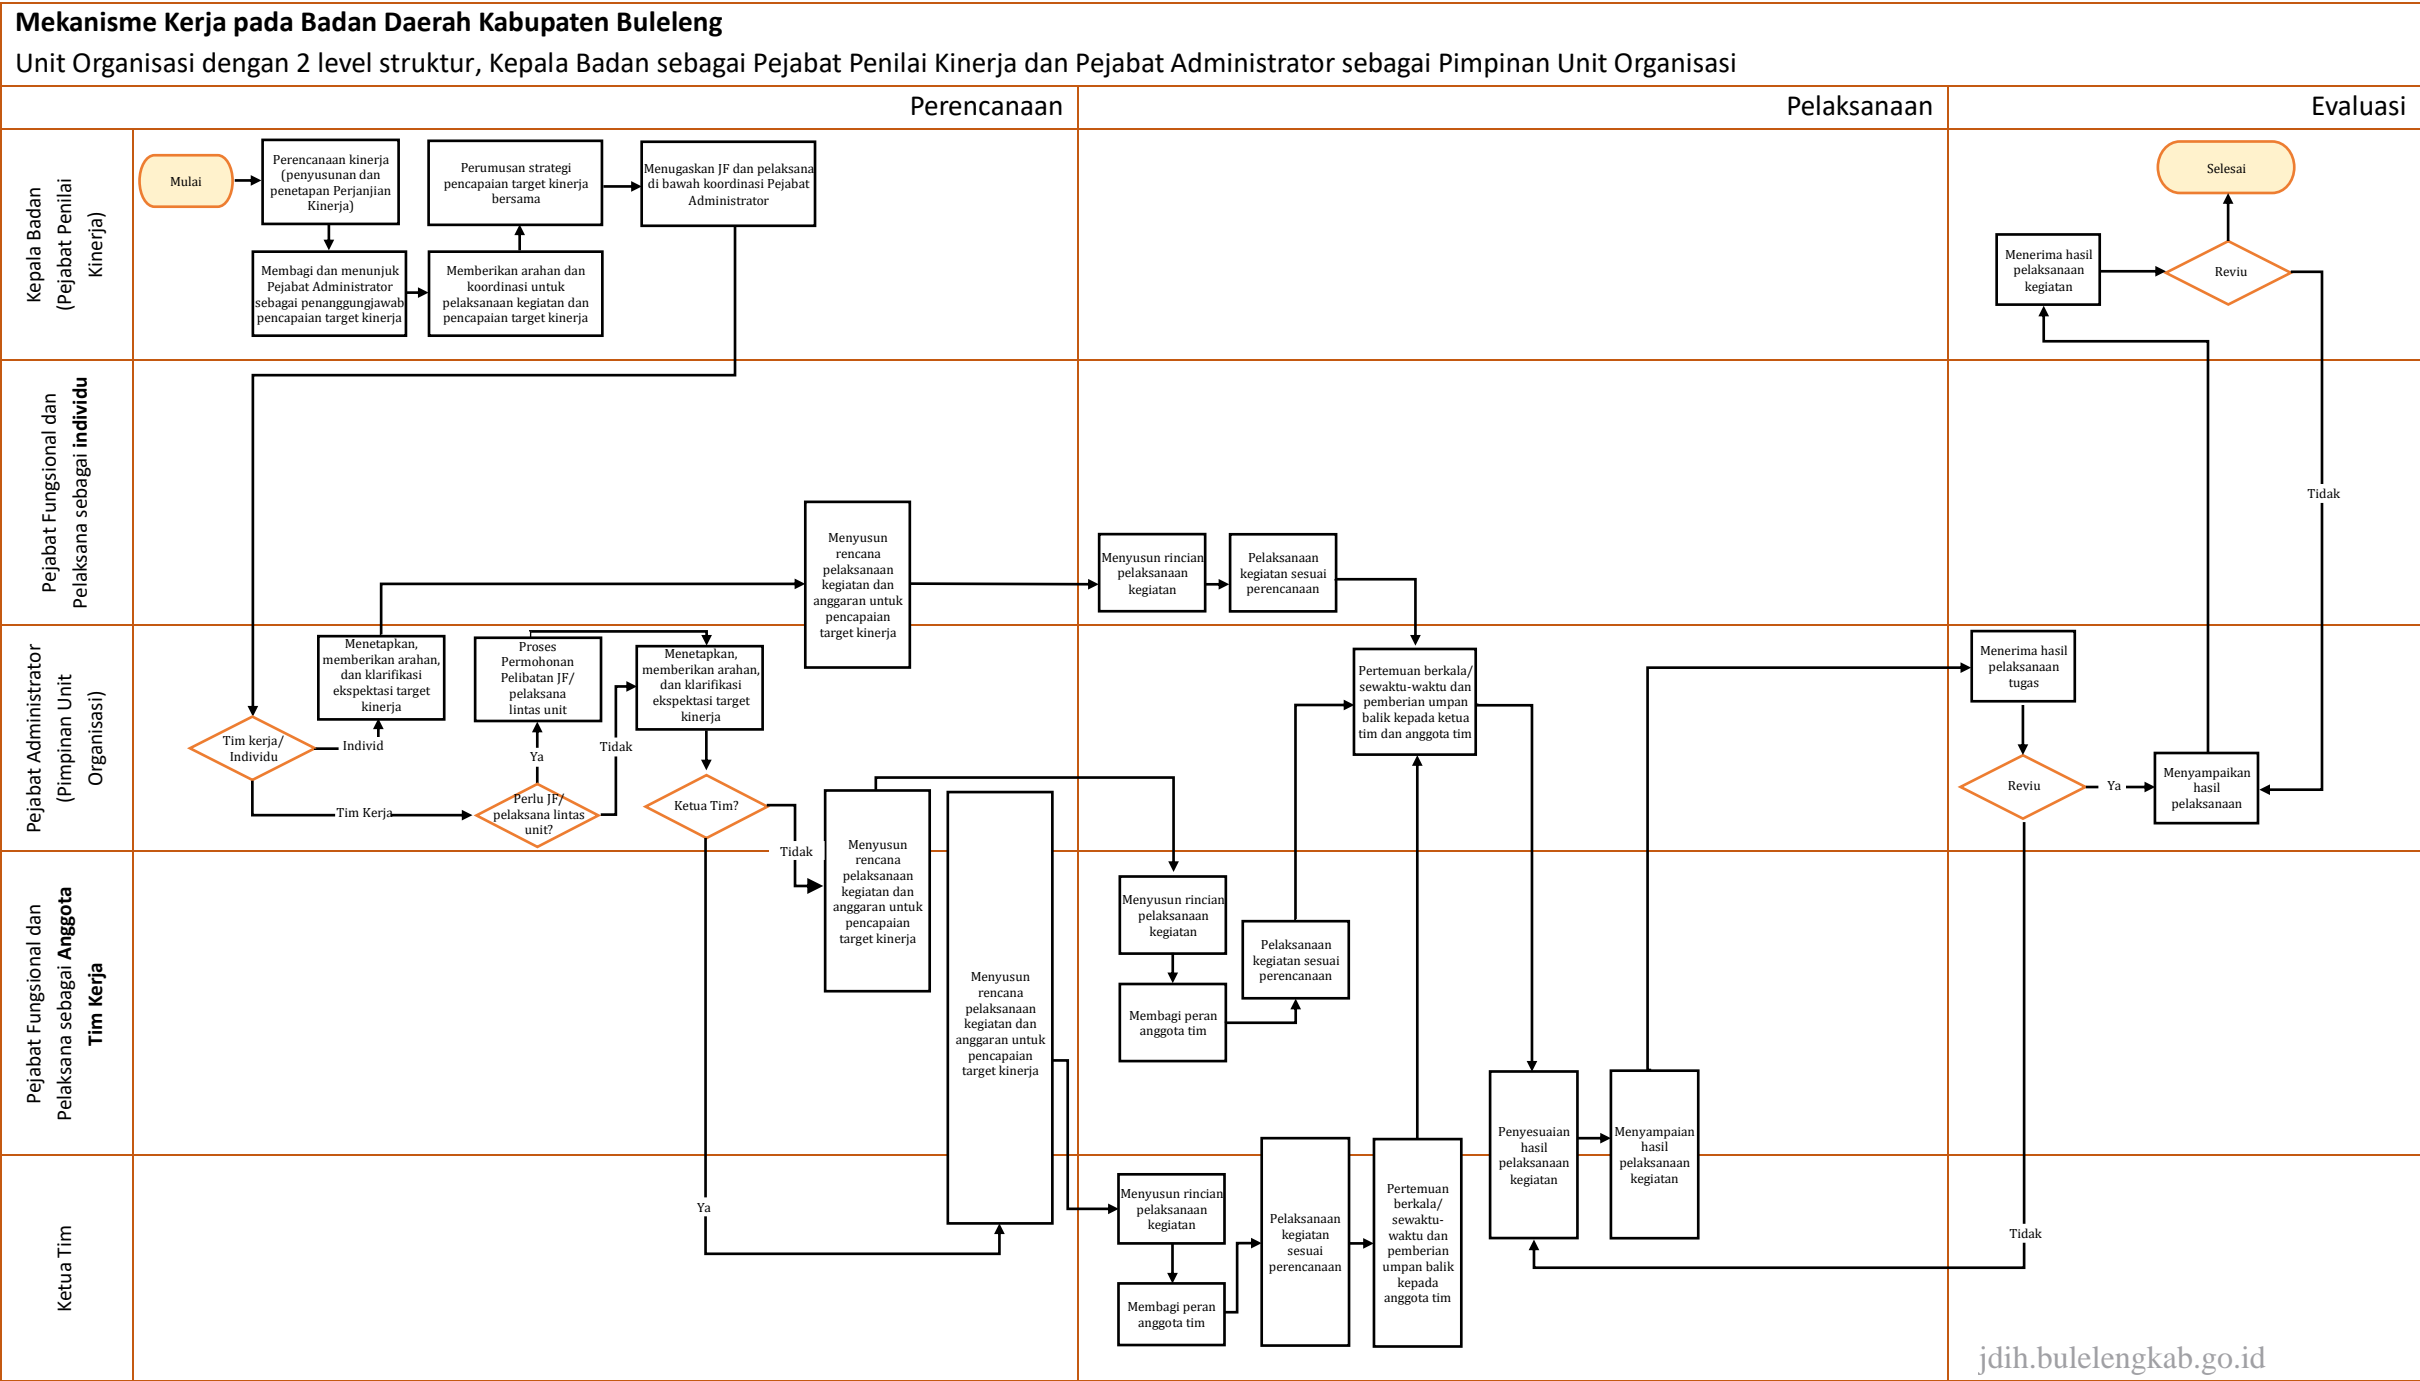 Mekanisme Kerja pada Badan Daerah Kabupaten Buleleng
Unit Organisasi dengan 2 level struktur, Kepala Badan sebagai Pejabat Penilai Kinerja dan Pejabat Administrator sebagai Pimpinan Unit Organisasi
Perencanaan
Pelaksanaan
Evaluasi
Kepala Badan
(Pejabat Penilai
Kinerja)
Mulai
Perencanaan kinerja
(penyusunan dan
penetapan Perjanjian
Kinerja)
Membagi dan menunjuk
Pejabat Administrator
sebagai penanggungjawab
pencapaian target kinerja
Memberikan arahan dan
koordinasi untuk
pelaksanaan kegiatan dan
pencapaian target kinerja
Perumusan strategi
pencapaian target kinerja
bersama
Menugaskan JF dan pelaksana
di bawah koordinasi Pejabat
Administrator
Menerima hasil
pelaksanaan
kegiatan
Reviu
Selesai
Tidak
Pejabat Fungsional dan
Pelaksana sebagai individu
Menyusun
rencana
pelaksanaan
kegiatan dan
anggaran untuk
pencapaian
target kinerja
Menyusun rincian
pelaksanaan
kegiatan
Pelaksanaan
kegiatan sesuai
perencanaan
Pejabat Administrator
(Pimpinan Unit
Organisasi)
Tim kerja/
Individu
Individ
Tim Kerja
Menetapkan,
memberikan arahan,
dan klarifikasi
ekspektasi target
kinerja
Proses
Permohonan
Pelibatan JF/
pelaksana
lintas unit
Ya
Tidak
Perlu JF/
pelaksana lintas
unit?
Menetapkan,
memberikan arahan,
dan klarifikasi
ekspektasi target
kinerja
Ketua Tim?
Tidak
Ya
Pertemuan berkala/
sewaktu-waktu dan
pemberian umpan
balik kepada ketua
tim dan anggota tim
Menerima hasil
pelaksanaan
tugas
Reviu
Ya
Menyampaikan
hasil
pelaksanaan
Tidak
Pejabat Fungsional dan
Pelaksana sebagai Anggota
Tim Kerja
Menyusun
rencana
pelaksanaan
kegiatan dan
anggaran untuk
pencapaian
target kinerja
Menyusun
rencana
pelaksanaan
kegiatan dan
anggaran untuk
pencapaian
target kinerja
Menyusun rincian
pelaksanaan
kegiatan
Membagi peran
anggota tim
Pelaksanaan
kegiatan sesuai
perencanaan
Penyesuaian
hasil
pelaksanaan
kegiatan
Menyampaian
hasil
pelaksanaan
kegiatan
Ketua Tim
Menyusun rincian
pelaksanaan
kegiatan
Membagi peran
anggota tim
Pelaksanaan
kegiatan
sesuai
perencanaan
Pertemuan
berkala/
sewaktu-
waktu dan
pemberian
umpan balik
kepada
anggota tim
jdih.bulelengkab.go.id